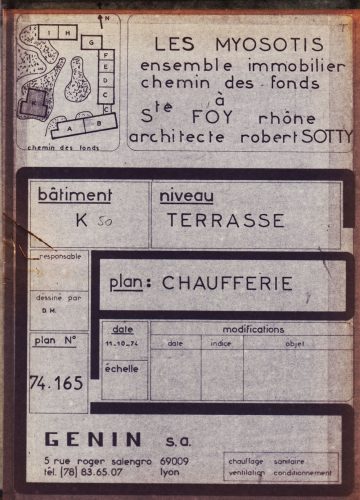 N
I H
G
F
E
D
C
C
A B
chemin des fonds
LES MYOSOTIS
ensemble immobilier
chemin des fonds
à
Ste FOY rhône
architecte robert SOTTY
bâtiment
K 50
niveau
TERRASSE
responsable
plan : CHAUFFERIE
dessiné par
D.M.
plan N°
74.165
date
11-10-74
échelle
modifications
date indice objet
GENIN s.a.
5 rue roger salengro 69009
tél. (78) 83.65.07 lyon
chauffage sanitaire
ventilation conditionnement